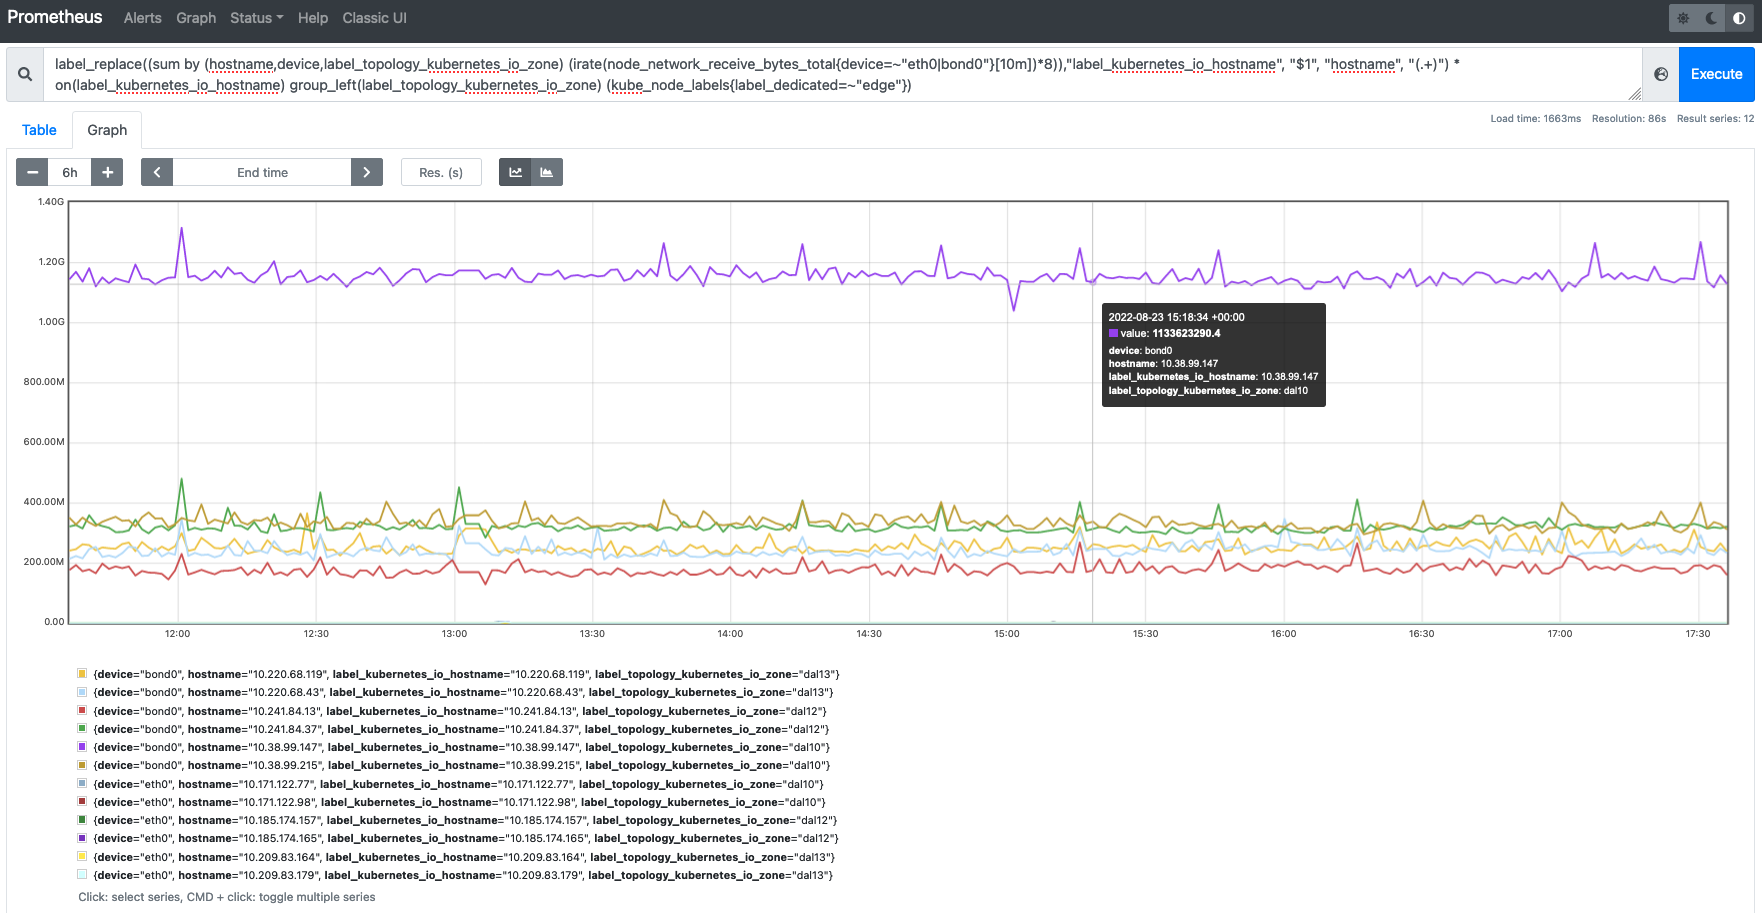 Prometheus Alerts Graph Status Help Classic UI
label_replace((sum by (hostname,device,label_topology_kubernetes_io_zone) (irate(node_network_receive_bytes_total{device=~"eth0|bond0"}[10m])*8)),"label_kubernetes_io_hostname", "$1", "hostname", "(.+)") *
on(label_kubernetes_io_hostname) group_left(label_topology_kubernetes_io_zone) (kube_node_labels{label_dedicated=~"edge"})
Execute
Table Graph
Load time: 1663ms Resolution: 86s Result series: 12
6h End time Res. (s)
1.40G
1.20G
1.00G
800.00M
600.00M
400.00M
200.00M
0.00
2022-08-23 15:18:34 +00:00
value: 1133623290.4
device: bond0
hostname: 10.38.99.147
label_kubernetes_io_hostname: 10.38.99.147
label_topology_kubernetes_io_zone: dal10
12:00 12:30 13:00 13:30 14:00 14:30 15:00 15:30 16:00 16:30 17:00 17:30
{device="bond0", hostname="10.220.68.119", label_kubernetes_io_hostname="10.220.68.119", label_topology_kubernetes_io_zone="dal13"}
{device="bond0", hostname="10.220.68.43", label_kubernetes_io_hostname="10.220.68.43", label_topology_kubernetes_io_zone="dal13"}
{device="bond0", hostname="10.241.84.13", label_kubernetes_io_hostname="10.241.84.13", label_topology_kubernetes_io_zone="dal12"}
{device="bond0", hostname="10.241.84.37", label_kubernetes_io_hostname="10.241.84.37", label_topology_kubernetes_io_zone="dal12"}
{device="bond0", hostname="10.38.99.147", label_kubernetes_io_hostname="10.38.99.147", label_topology_kubernetes_io_zone="dal10"}
{device="bond0", hostname="10.38.99.215", label_kubernetes_io_hostname="10.38.99.215", label_topology_kubernetes_io_zone="dal10"}
{device="eth0", hostname="10.171.122.77", label_kubernetes_io_hostname="10.171.122.77", label_topology_kubernetes_io_zone="dal10"}
{device="eth0", hostname="10.171.122.98", label_kubernetes_io_hostname="10.171.122.98", label_topology_kubernetes_io_zone="dal10"}
{device="eth0", hostname="10.185.174.157", label_kubernetes_io_hostname="10.185.174.157", label_topology_kubernetes_io_zone="dal12"}
{device="eth0", hostname="10.185.174.165", label_kubernetes_io_hostname="10.185.174.165", label_topology_kubernetes_io_zone="dal12"}
{device="eth0", hostname="10.209.83.164", label_kubernetes_io_hostname="10.209.83.164", label_topology_kubernetes_io_zone="dal13"}
{device="eth0", hostname="10.209.83.179", label_kubernetes_io_hostname="10.209.83.179", label_topology_kubernetes_io_zone="dal13"}
Click: select series, CMD + click: toggle multiple series